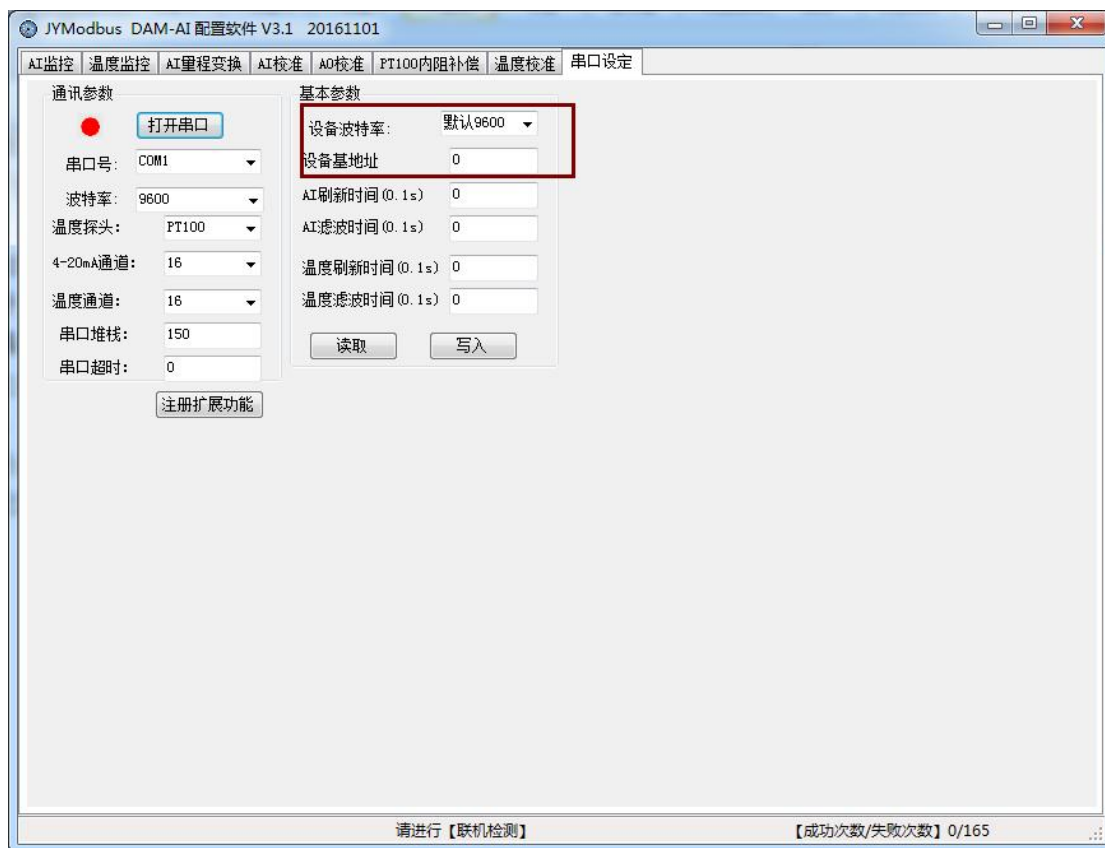 JYModbus DAM-AI 配置软件 V3.1 20161101
AI监控 温度监控 AI量程变换 AI校准 AO校准 PT100内阻补偿 温度校准 串口设定
通讯参数
打开串口
串口号: COM1
波特率: 9600
温度探头: PT100
4-20mA通道: 16
温度通道: 16
串口堆栈: 150
串口超时: 0
注册扩展功能
基本参数
设备波特率: 默认9600
设备基地址 0
AI刷新时间(0.1s) 0
AI滤波时间(0.1s) 0
温度刷新时间(0.1s) 0
温度滤波时间(0.1s) 0
读取 写入
请进行【联机检测】 【成功次数/失败次数】0/165